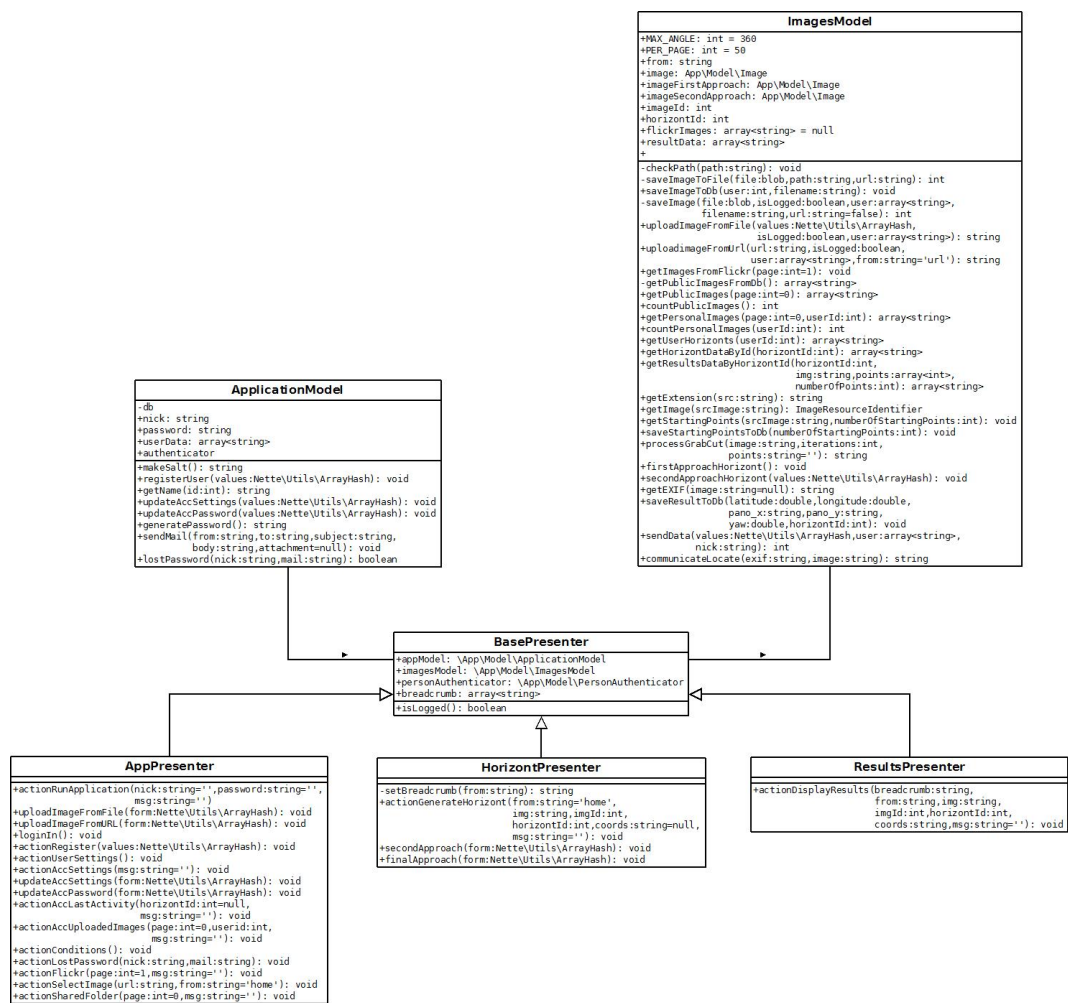 ImagesModel
+MAX_ANGLE: int = 360
+PER_PAGE: int = 50
+from: string
+image: App\Model\Image
+imageFirstApproach: App\Model\Image
+imageSecondApproach: App\Model\Image
+imageId: int
+horizontId: int
+flickrImages: array<string> = null
+resultData: array<string>
+
-checkPath(path:string): void
-saveImageToFile(file:blob,path:string,url:string): int
+saveImageToDb(user:int,filename:string): void
-saveImage(file:blob,isLogged:boolean,user:array<string>,
filename:string,url:string=false): int
+uploadImageFromFile(values:Nette\Utils\ArrayHash,
isLogged:boolean,user:array<string>): string
+uploadimageFromUrl(url:string,isLogged:boolean,
user:array<string>,from:string='url'): string
+getImagesFromFlickr(page:int=1): void
-getPublicImagesFromDb(): array<string>
+getPublicImages(page:int=0): array<string>
+countPublicImages(): int
+getPersonalImages(page:int=0,userId:int): array<string>
+countPersonalImages(userId:int): int
+getUserHorizonts(userId:int): array<string>
+getHorizontDataById(horizontId:int): array<string>
+getResultsDataByHorizontId(horizontId:int,
img:string,points:array<int>,
numberOfPoints:int): array<string>
+getExtension(src:string): string
+getImage(srcImage:string): ImageResourceIdentifier
+getStartingPoints(srcImage:string,numberOfStartingPoints:int): void
+saveStartingPointsToDb(numberOfStartingPoints:int): void
+processGrabCut(image:string,iterations:int,
points:string=''): string
+firstApproachHorizont(): void
+secondApproachHorizont(values:Nette\Utils\ArrayHash): void
+getEXIF(image:string=null): string
+saveResultToDb(latitude:double,longitude:double,
pano_x:string,pano_y:string,
yaw:double,horizontId:int): void
+sendData(values:Nette\Utils\ArrayHash,user:array<string>,
nick:string): int
+communicateLocate(exif:string,image:string): string
ApplicationModel
-db
+nick: string
+password: string
+userData: array<string>
+authenticator
+makeSalt(): string
+registerUser(values:Nette\Utils\ArrayHash): void
+getName(id:int): string
+updateAccSettings(values:Nette\Utils\ArrayHash): void
+updateAccPassword(values:Nette\Utils\ArrayHash): void
+generatePassword(): string
+sendMail(from:string,to:string,subject:string,
body:string,attachment=null): void
+lostPassword(nick:string,mail:string): boolean
BasePresenter
+appModel: \App\Model\ApplicationModel
+imagesModel: \App\Model\ImagesModel
+personAuthenticator: \App\Model\PersonAuthenticator
+breadcrumb: array<string>
+isLogged(): boolean
AppPresenter
+actionRunApplication(nick:string='',password:string='',
msg:string='')
+uploadImageFromFile(form:Nette\Utils\ArrayHash): void
+uploadImageFromURL(form:Nette\Utils\ArrayHash): void
+loginIn(): void
+actionRegister(values:Nette\Utils\ArrayHash): void
+actionUserSettings(): void
+actionAccSettings(msg:string=''): void
+updateAccSettings(form:Nette\Utils\ArrayHash): void
+updateAccPassword(form:Nette\Utils\ArrayHash): void
+actionAccLastActivity(horizontId:int=null,
msg:string=''): void
+actionAccUploadedImages(page:int=0,userid:int,
msg:string=''): void
+actionConditions(): void
+actionLostPassword(nick:string,mail:string): void
+actionFlickr(page:int=1,msg:string=''): void
+actionSelectImage(url:string,from:string='home'): void
+actionSharedFolder(page:int=0,msg:string=''): void
HorizontPresenter
-setBreadcrumb(from:string): string
+actionGenerateHorizont(from:string='home',
img:string,imgId:int,
horizontId:int,coords:string=null,
msg:string=''): void
+secondApproach(form:Nette\Utils\ArrayHash): void
+finalApproach(form:Nette\Utils\ArrayHash): void
ResultsPresenter
+actionDisplayResults(breadcrumb:string,
from:string,img:string,
imgId:int,horizontId:int,
coords:string,msg:string=''): void